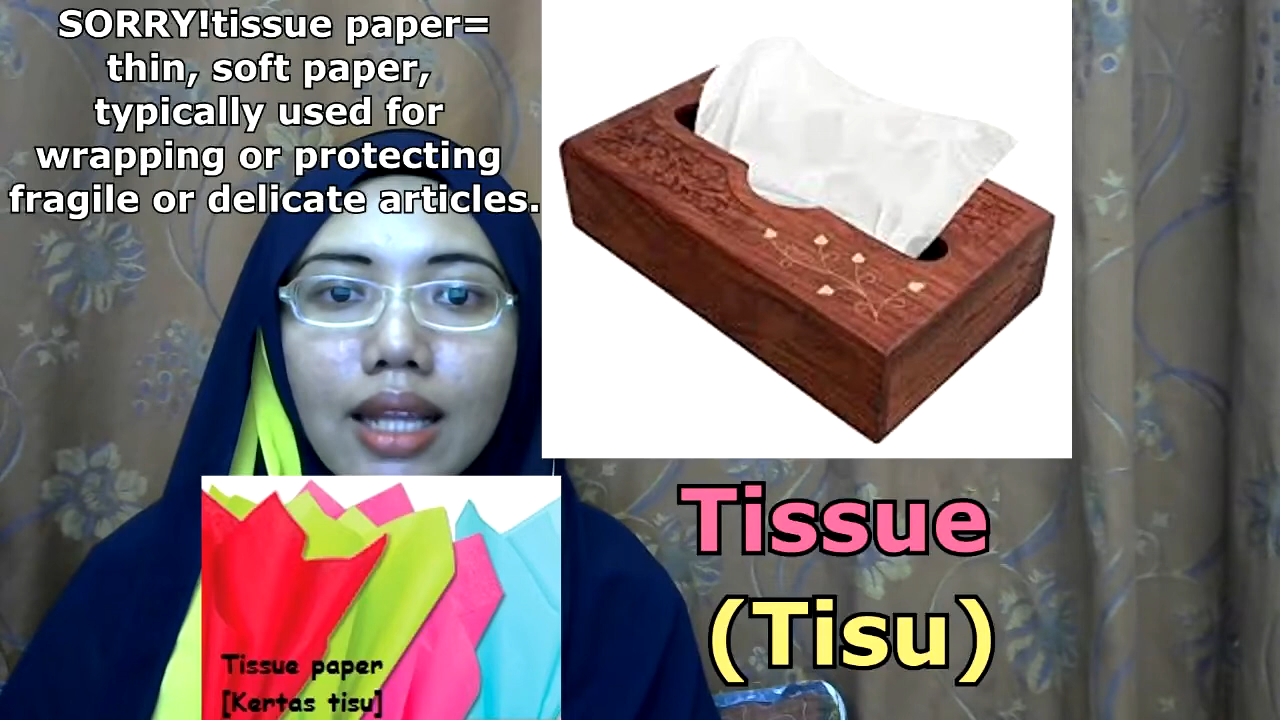 SORRY!tissue paper=
thin, soft paper,
typically used for
wrapping or protecting
fragile or delicate articles.
Tissue
(Tisu)
Tissue paper
[Kertas tisu]